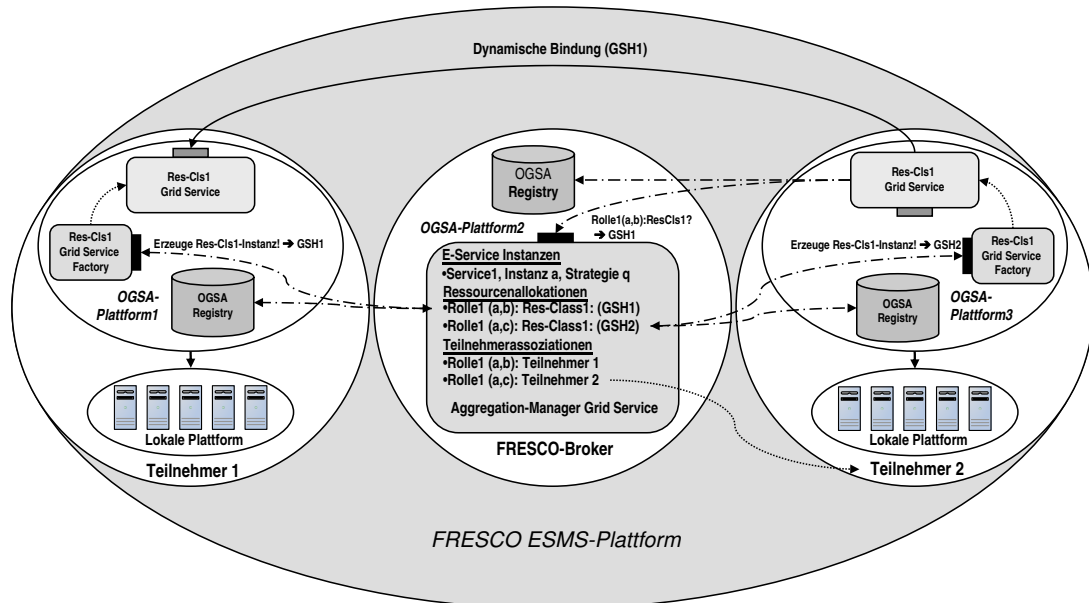 Dynamische Bindung (GSH1)
Res-Cls1
Grid Service
Res-Cls1
Grid Service
Factory
Erzeuge Res-Cls1-Instanz! ➔ GSH1
OGSA-
Plattform1
OGSA
Registry
Lokale Plattform
Teilnehmer 1
OGSA
Registry
OGSA-Plattform2
Rolle1(a,b):ResCls1?
➔ GSH1
E-Service Instanzen
•Service1, Instanz a, Strategie q
Ressourcenallokationen
•Rolle1 (a,b): Res-Class1: (GSH1)
•Rolle1 (a,c): Res-Class1: (GSH2)
Teilnehmerassoziationen
•Rolle1 (a,b): Teilnehmer 1
•Rolle1 (a,c): Teilnehmer 2
Aggregation-Manager Grid Service
FRESCO-Broker
Res-Cls1
Grid Service
Erzeuge Res-Cls1-Instanz! ➔ GSH2
Res-Cls1
Grid Service
Factory
OGSA
Registry
OGSA-
Plattform3
Lokale Plattform
Teilnehmer 2
FRESCO ESMS-Plattform